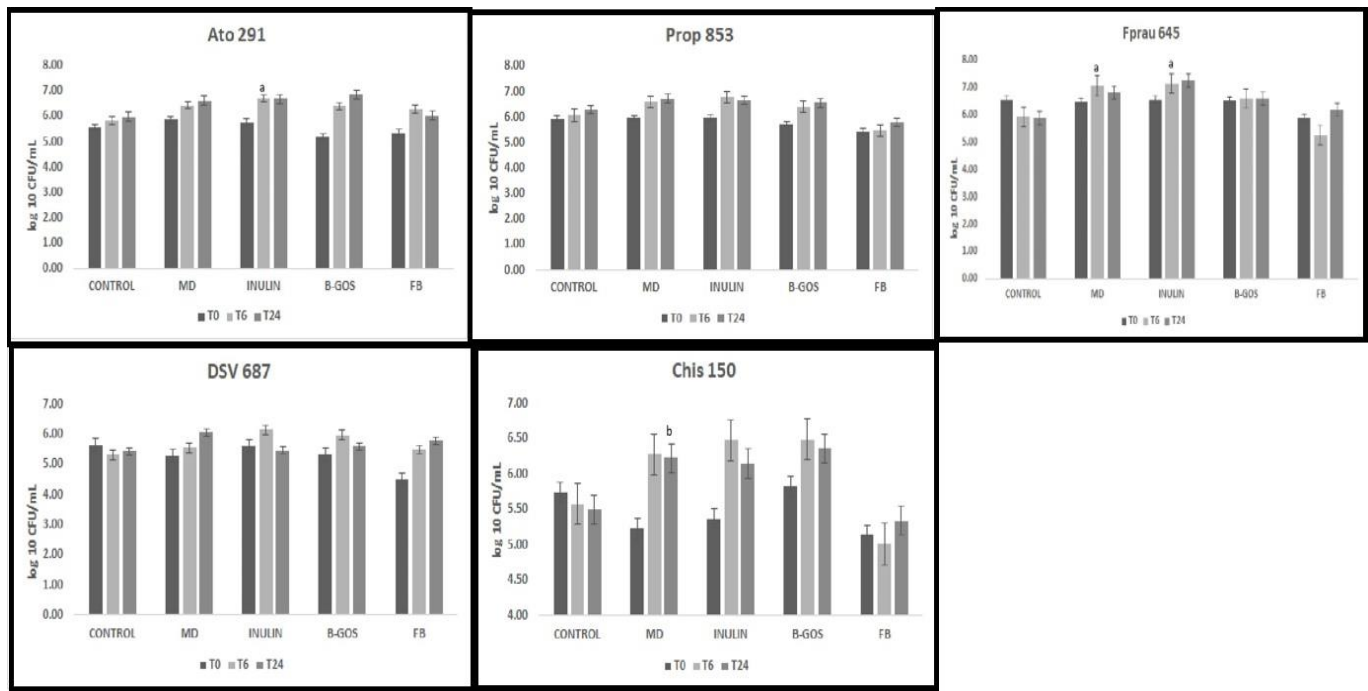 Ato 291
log 10 CFU/mL
8.00
7.00
6.00
5.00
4.00
3.00
2.00
1.00
0.00
a
CONTROL MD INULIN B-GOS FB
T0 T6 T24
Prop 853
log 10 CFU/mL
9.00
8.00
7.00
6.00
5.00
4.00
3.00
2.00
1.00
0.00
CONTROL MD INULIN B-GOS FB
T0 T6 T24
Fprau 645
log 10 CFU/mL
8.00
7.00
6.00
5.00
4.00
3.00
2.00
1.00
0.00
a a
CONTROL MD INULIN B-GOS FB
T0 T6 T24
DSV 687
log 10 CFU/mL
7.00
6.00
5.00
4.00
3.00
2.00
1.00
0.00
CONTROL MD INULIN B-GOS FB
T0 T6 T24
Chis 150
log 10 CFU/mL
7.00
6.50
6.00
5.50
5.00
4.50
4.00
b
CONTROL MD INULIN B-GOS FB
T0 T6 T24